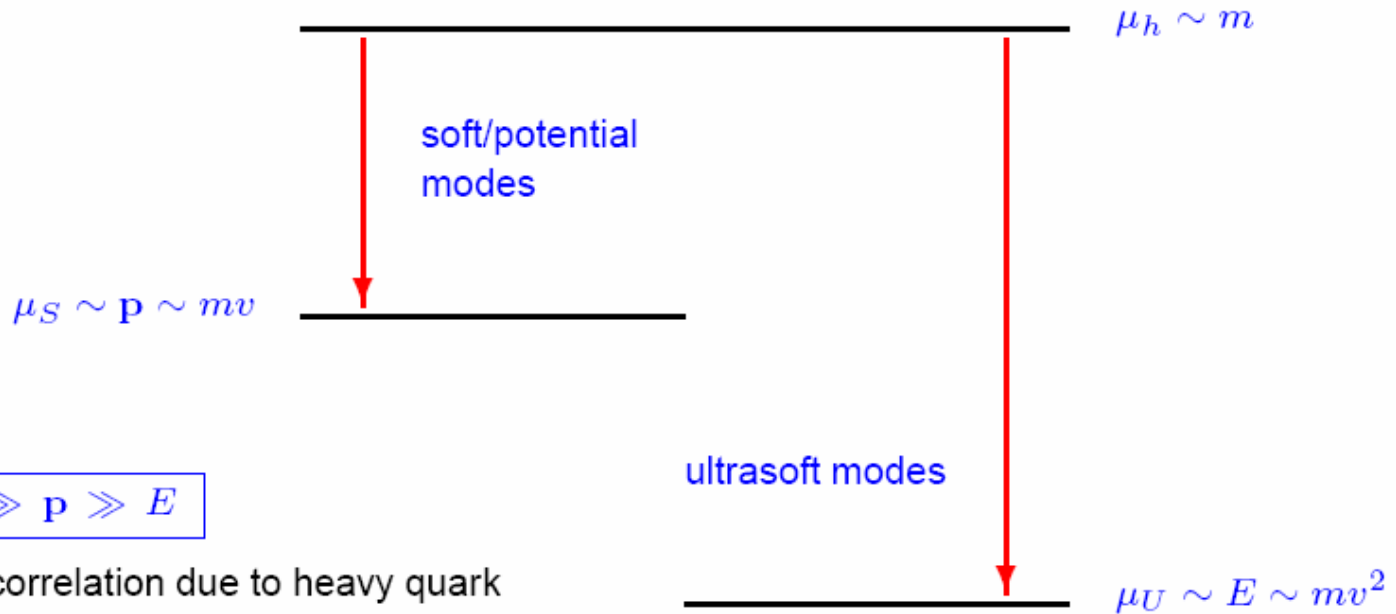 μ_h ∼ m
soft/potential
modes
μ_S ∼ p ∼ mv
ultrasoft modes
≫ p ≫ E
correlation due to heavy quark
μ_U ∼ E ∼ mv²